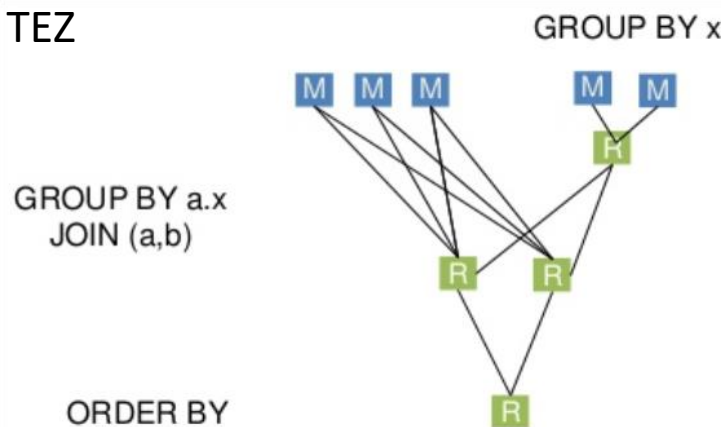 TEZ
GROUP BY x
M M M M M
R
GROUP BY a.x
JOIN (a,b)
R R
ORDER BY
R